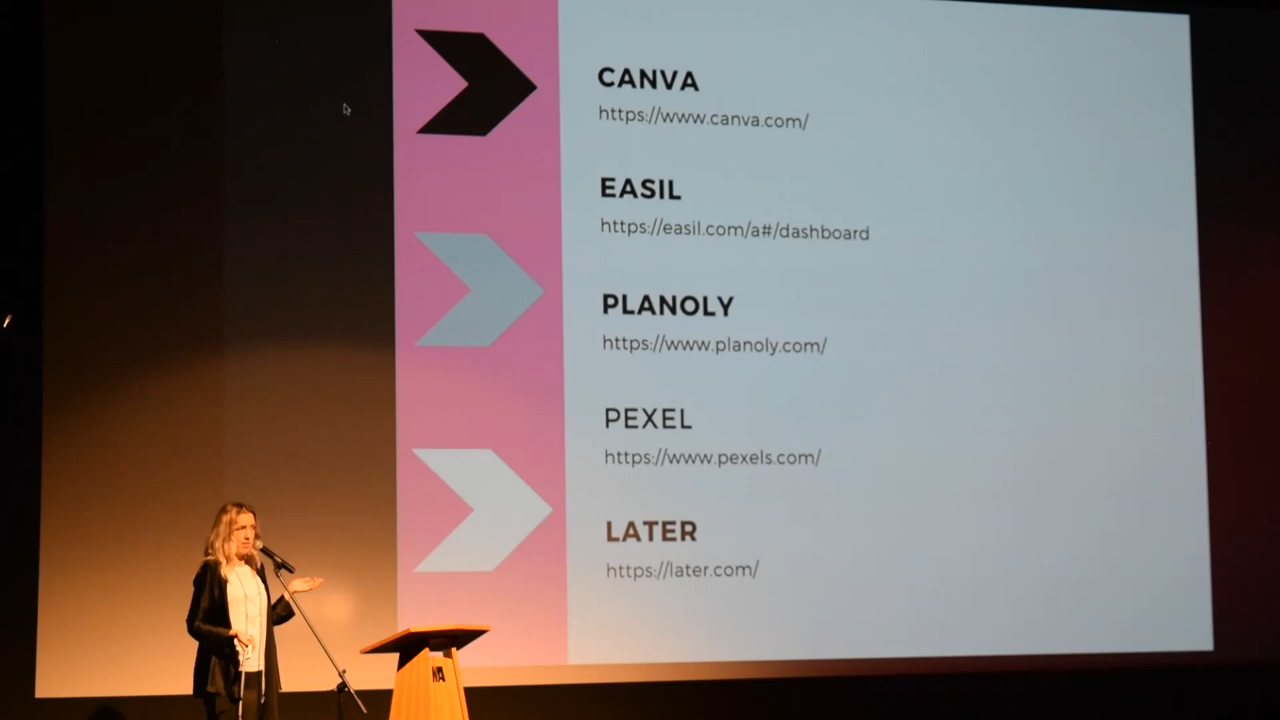 CANVA
https://www.canva.com/
EASIL
https://easil.com/a#/dashboard
PLANOLY
https://www.planoly.com/
PEXEL
https://www.pexels.com/
LATER
https://later.com/